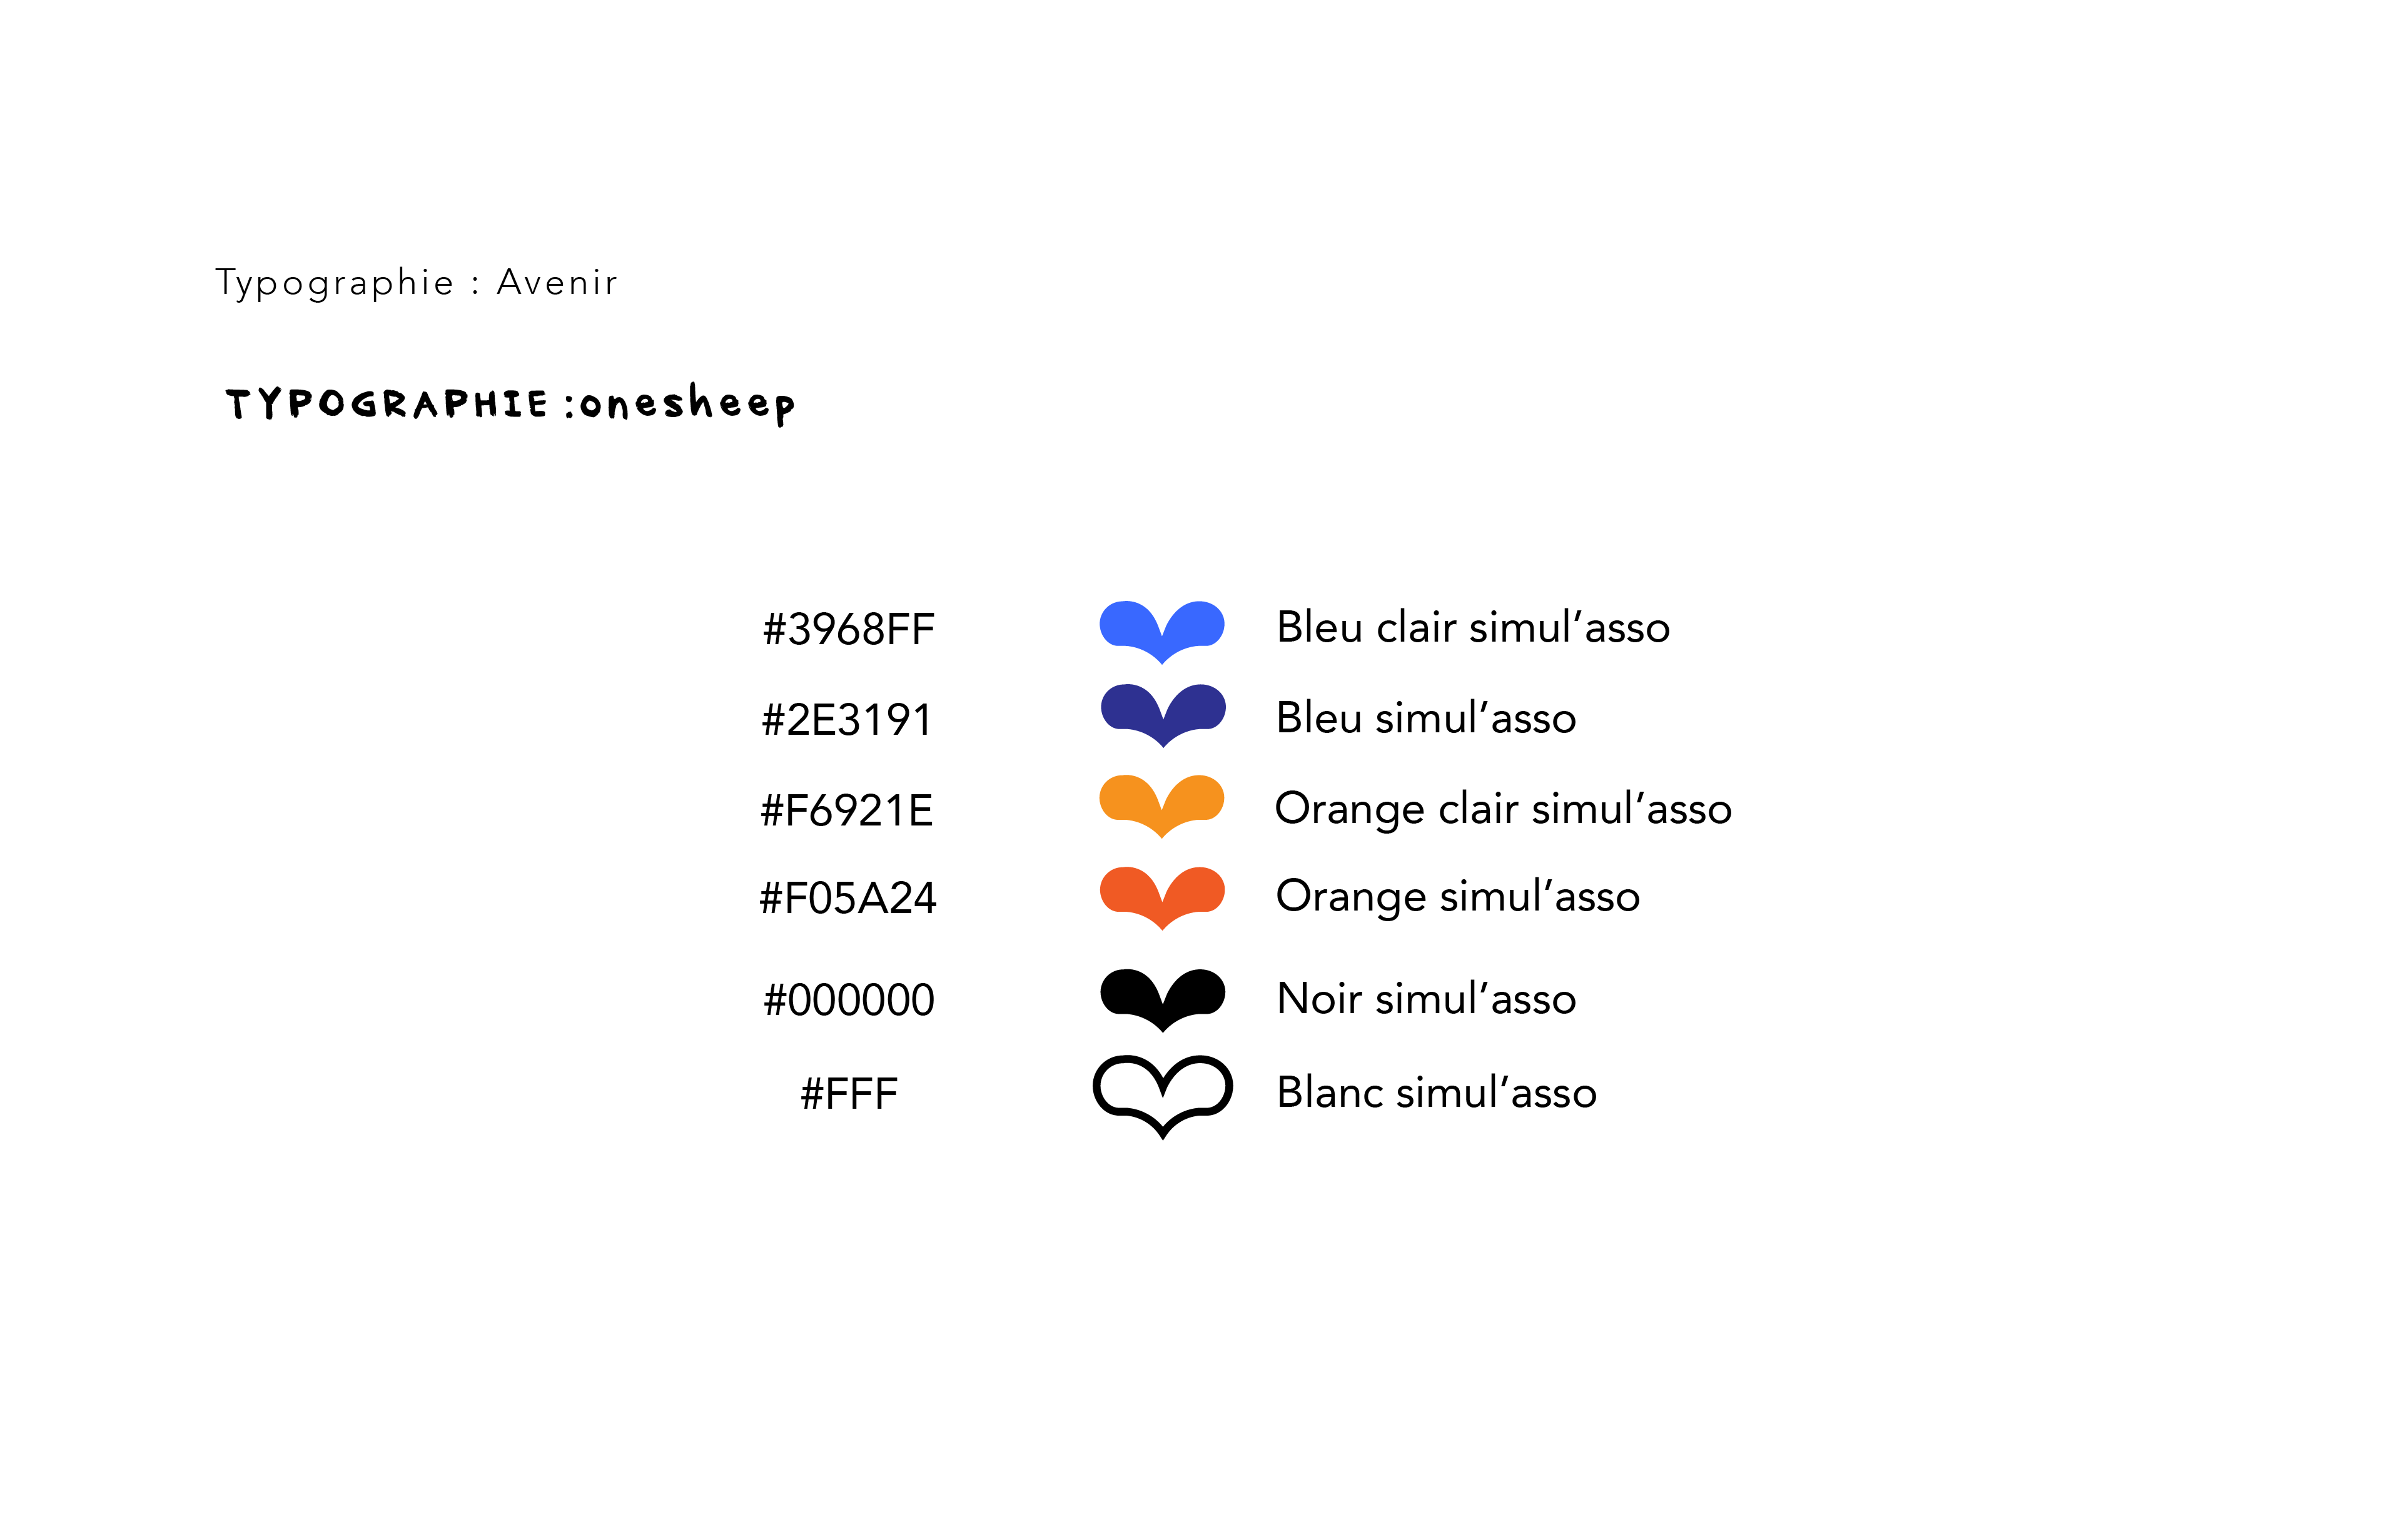 Typographie : Avenir
TYPOGRAPHIE :onesheep
#3968FF Bleu clair simul’asso
#2E3191 Bleu simul’asso
#F6921E Orange clair simul’asso
#F05A24 Orange simul’asso
#000000 Noir simul’asso
#FFF Blanc simul’asso